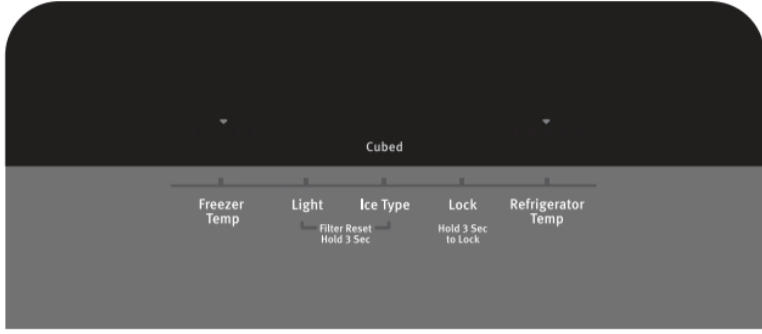 Cubed
Freezer Temp
Light
Ice Type
Lock
Refrigerator Temp
Filter Reset
Hold 3 Sec
Hold 3 Sec
to Lock